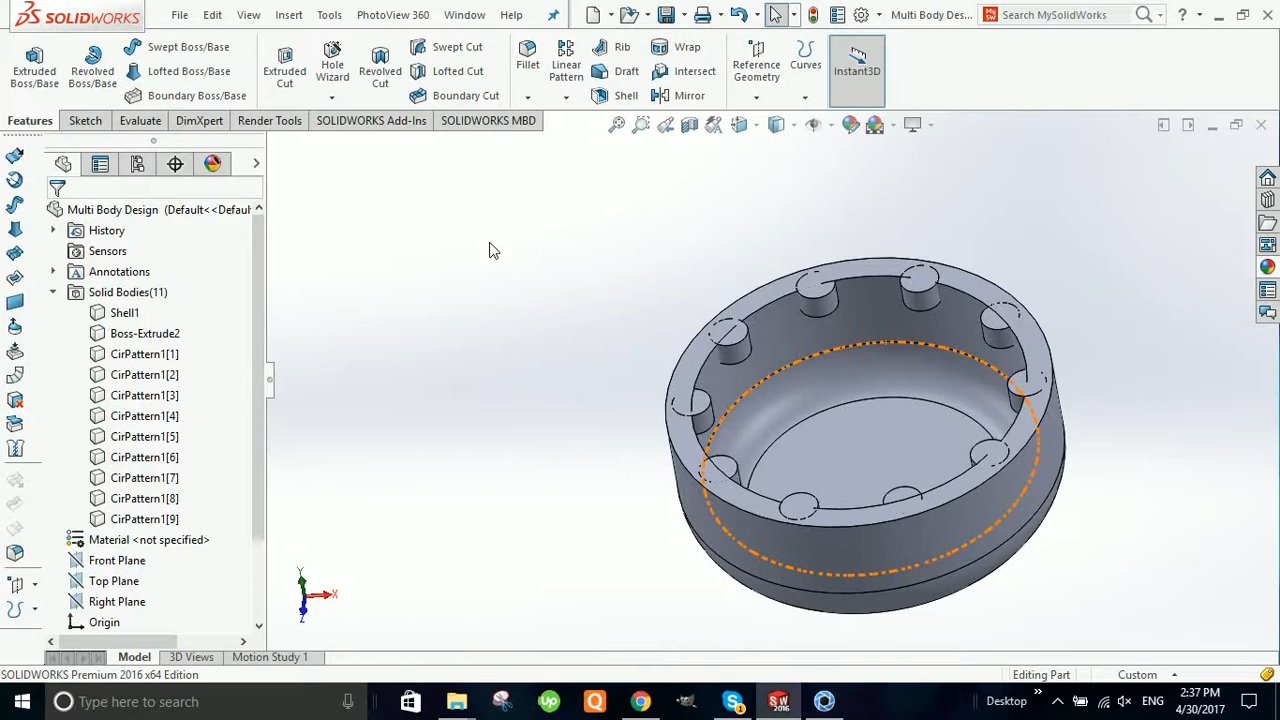 SOLIDWORKS
File Edit View Insert Tools PhotoView 360 Window Help
Multi Body Des...
Search MySolidWorks
Extruded Boss/Base
Revolved Boss/Base
Swept Boss/Base
Lofted Boss/Base
Boundary Boss/Base
Extruded Cut
Hole Wizard
Revolved Cut
Swept Cut
Lofted Cut
Boundary Cut
Fillet
Linear Pattern
Rib
Draft
Shell
Wrap
Intersect
Mirror
Reference Geometry
Curves
Instant3D
Features Sketch Evaluate DimXpert Render Tools SOLIDWORKS Add-Ins SOLIDWORKS MBD
Multi Body Design (Default<<Defaul
History
Sensors
Annotations
Solid Bodies(11)
Shell1
Boss-Extrude2
CirPattern1[1]
CirPattern1[2]
CirPattern1[3]
CirPattern1[4]
CirPattern1[5]
CirPattern1[6]
CirPattern1[7]
CirPattern1[8]
CirPattern1[9]
Material <not specified>
Front Plane
Top Plane
Right Plane
Origin
Y
X
Z
Model 3D Views Motion Study 1
SOLIDWORKS Premium 2016 x64 Edition
Editing Part
Custom
Type here to search
Desktop
ENG
2:37 PM
4/30/2017